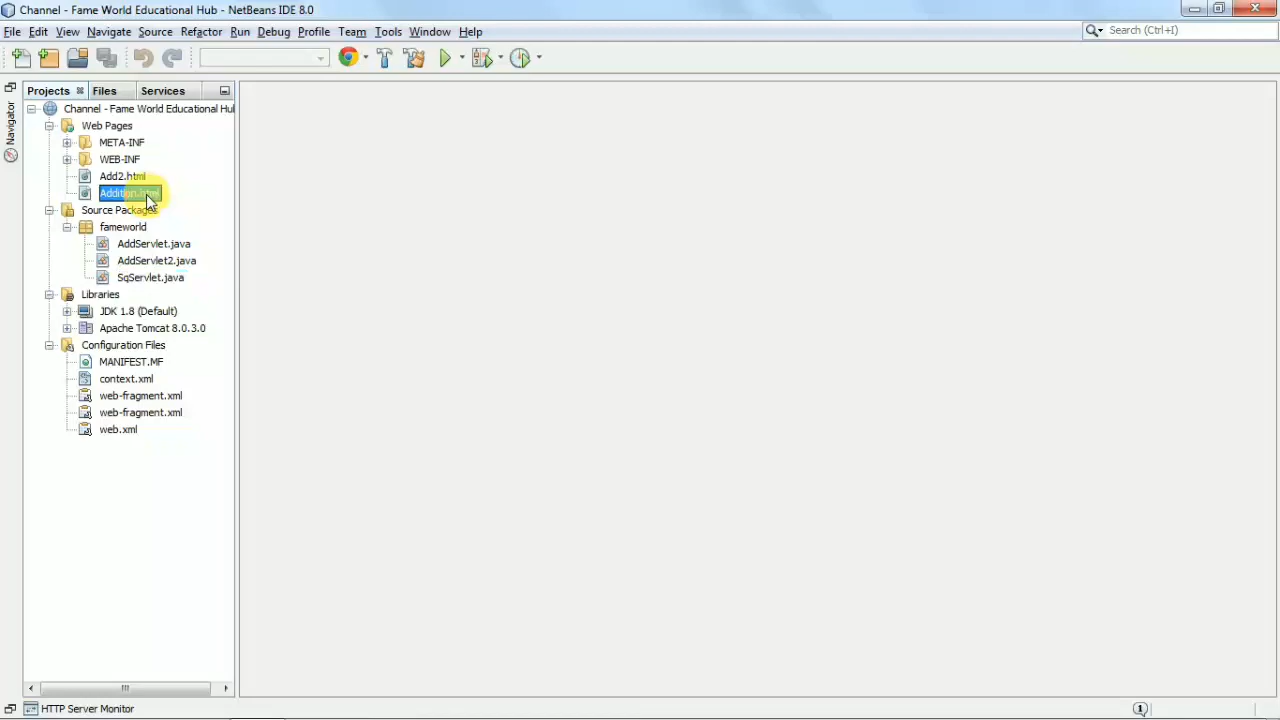 Channel - Fame World Educational Hub - NetBeans IDE 8.0
File Edit View Navigate Source Refactor Run Debug Profile Team Tools Window Help
Search (Ctrl+I)
Projects Files Services
Navigator
Channel - Fame World Educational Hul
Web Pages
META-INF
WEB-INF
Add2.html
Addition.html
Source Packages
fameworld
AddServlet.java
AddServlet2.java
SqServlet.java
Libraries
JDK 1.8 (Default)
Apache Tomcat 8.0.3.0
Configuration Files
MANIFEST.MF
context.xml
web-fragment.xml
web-fragment.xml
web.xml
HTTP Server Monitor
1